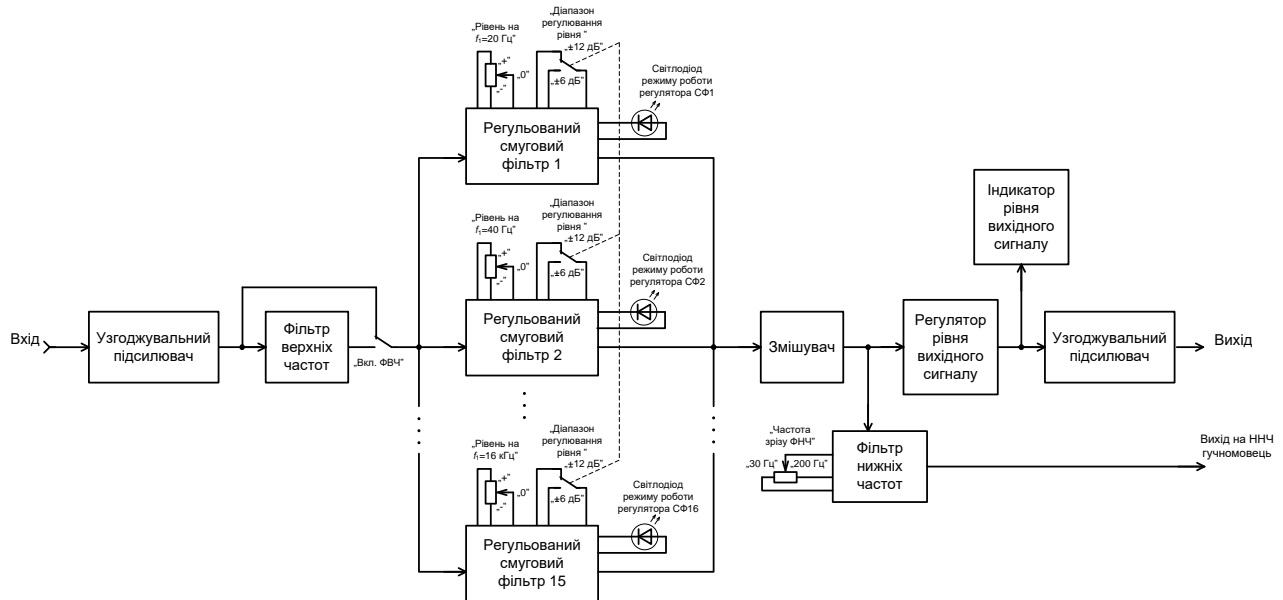 „Рівень на
f₁=20 Гц"
„+"
„0"
„-"
„Діапазон
регулювання
рівня "
„±12 дБ"
„±6 дБ"
Світлодіод
режиму роботи
регулятора СФ1
Регульований
смуговий
фільтр 1
„Рівень на
f₁=40 Гц"
„+"
„0"
„-"
„Діапазон
регулювання
рівня "
„±12 дБ"
„±6 дБ"
Світлодіод
режиму роботи
регулятора СФ2
Регульований
смуговий
фільтр 2
Індикатор
рівня
вихідного
сигналу
Вхід
Узгоджувальний
підсилювач
Фільтр
верхніх
частот
„Вкл. ФВЧ"
Змішувач
Регулятор
рівня
вихідного
сигналу
Узгоджувальний
підсилювач
Вихід
„Рівень на
f₁=16 кГц"
„+"
„0"
„-"
„Діапазон
регулювання
рівня "
„±12 дБ"
„±6 дБ"
Світлодіод
режиму роботи
регулятора СФ16
Регульований
смуговий
фільтр 15
„Частота
зрізу ФНЧ"
„30 Гц"
„200 Гц"
Фільтр
нижніх
частот
Вихід на ННЧ
гучномовець